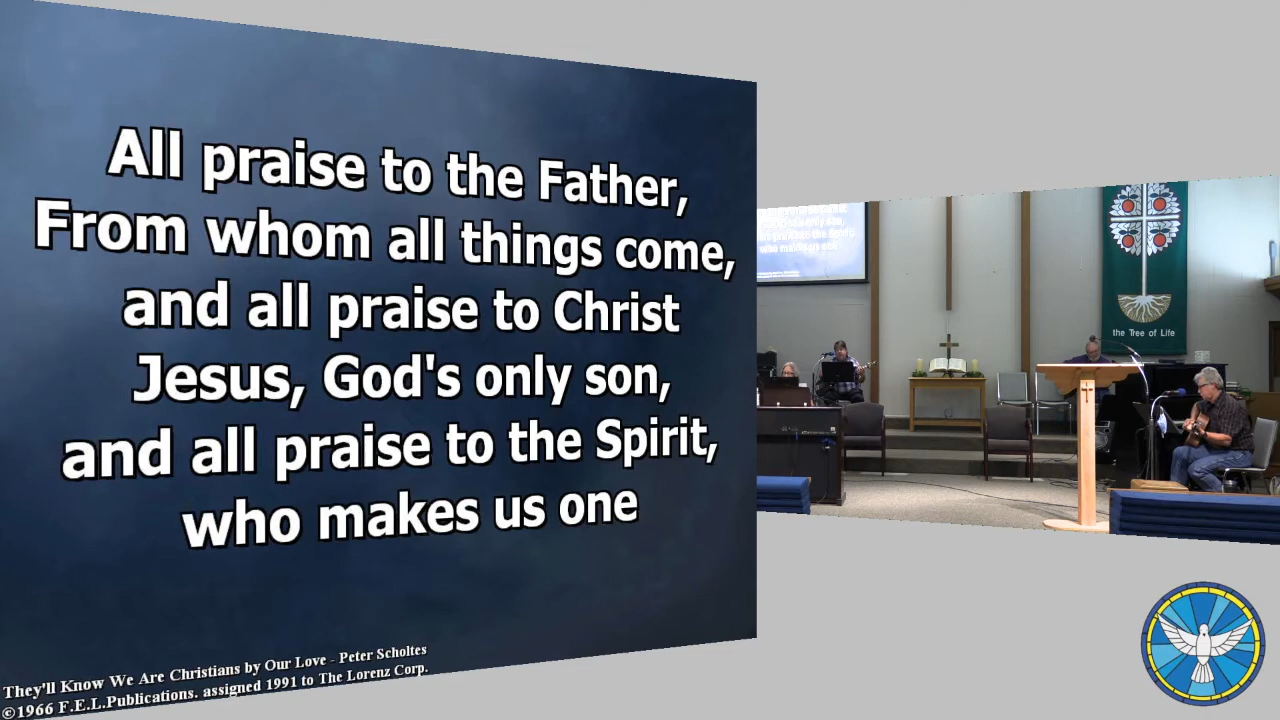 All praise to the Father,
From whom all things come,
and all praise to Christ
Jesus, God's only son,
and all praise to the Spirit,
who makes us one
They'll Know We Are Christians by Our Love - Peter Scholtes
©1966 F.E.L.Publications. assigned 1991 to The Lorenz Corp.
the Tree of Life